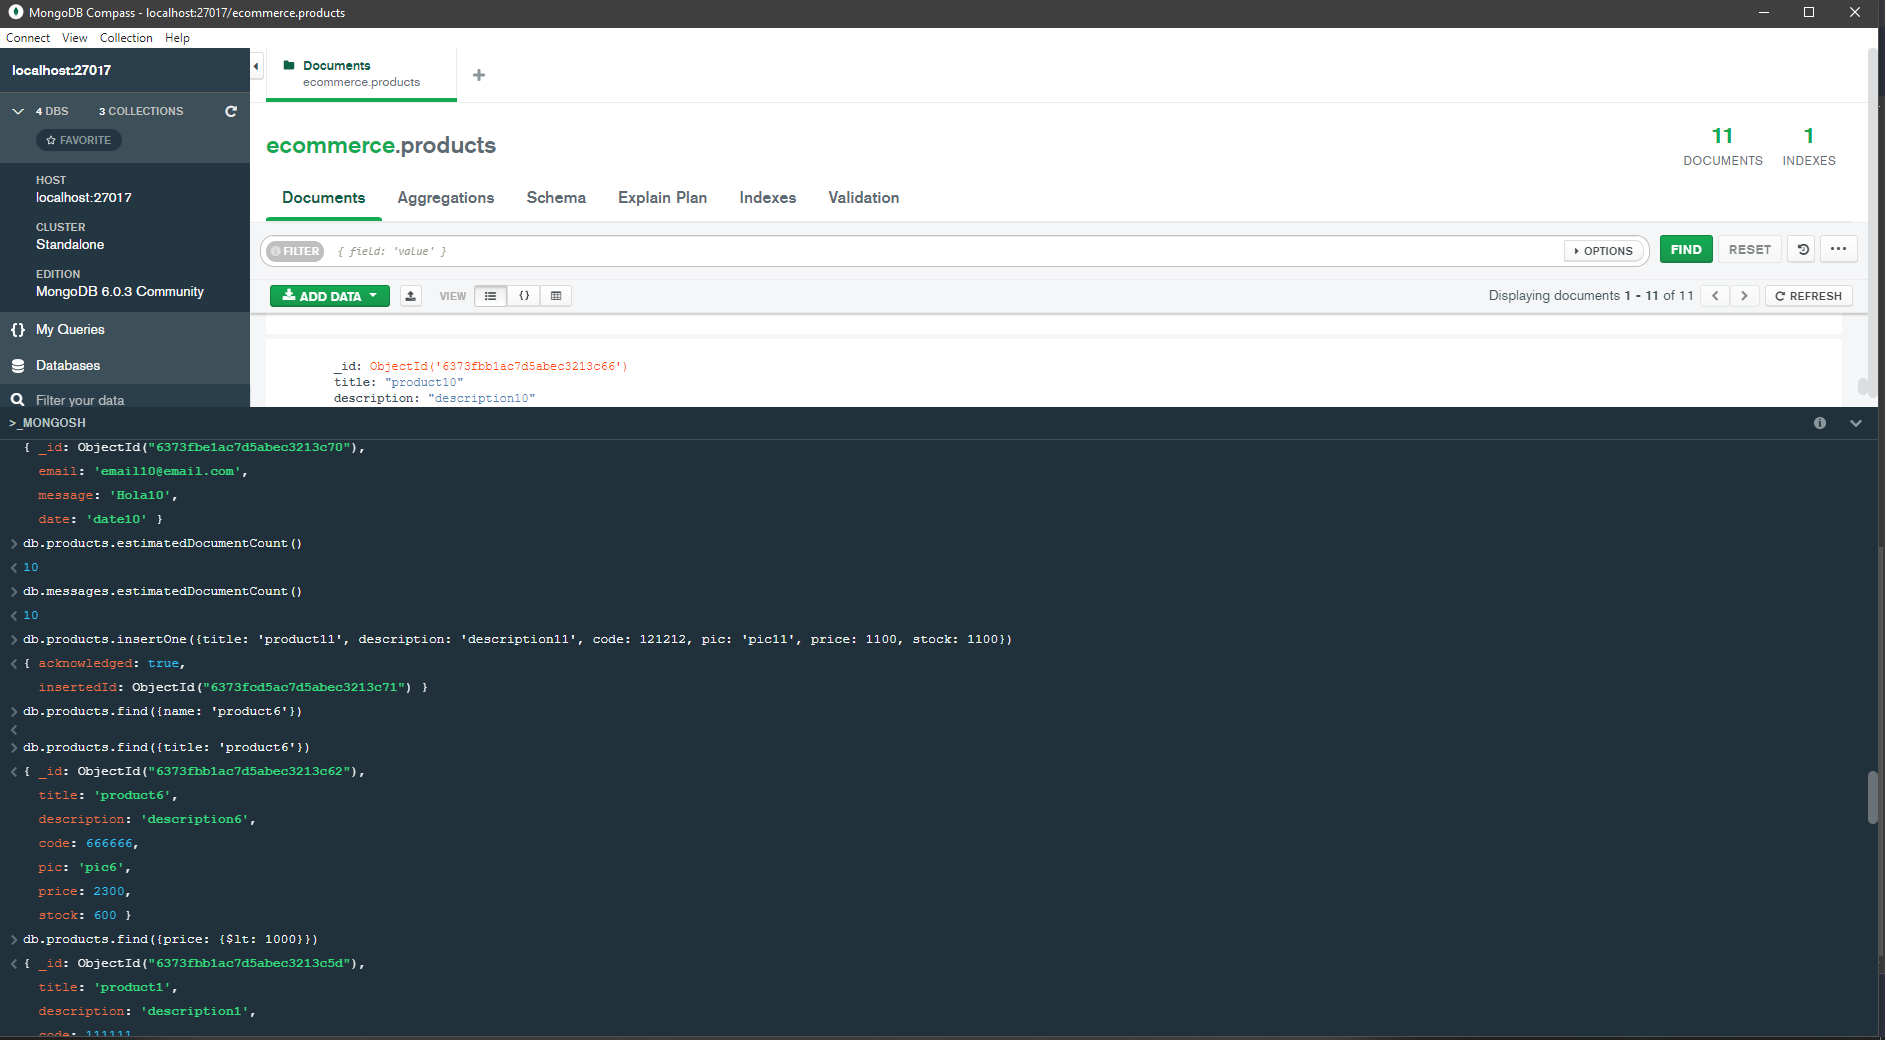 MongoDB Compass - localhost:27017/ecommerce.products
Connect View Collection Help
localhost:27017
4 DBS 3 COLLECTIONS
FAVORITE
HOST
localhost:27017
CLUSTER
Standalone
EDITION
MongoDB 6.0.3 Community
{} My Queries
Databases
Filter your data
Documents
ecommerce.products
+
ecommerce.products
11
DOCUMENTS
1
INDEXES
Documents Aggregations Schema Explain Plan Indexes Validation
FILTER { field: 'value' } OPTIONS FIND RESET ...
ADD DATA VIEW {} Displaying documents 1 - 11 of 11 < > REFRESH
_id: ObjectId('6373fbb1ac7d5abec3213c66')
title: "product10"
description: "description10"
>_MONGOSH
{ _id: ObjectId("6373fbe1ac7d5abec3213c70"),
email: 'email10@email.com',
message: 'Hola10',
date: 'date10' }
> db.products.estimatedDocumentCount()
< 10
> db.messages.estimatedDocumentCount()
< 10
> db.products.insertOne({title: 'product11', description: 'description11', code: 121212, pic: 'pic11', price: 1100, stock: 1100})
< { acknowledged: true,
insertedId: ObjectId("6373fcd5ac7d5abec3213c71") }
> db.products.find({name: 'product6'})
<
> db.products.find({title: 'product6'})
< { _id: ObjectId("6373fbb1ac7d5abec3213c62"),
title: 'product6',
description: 'description6',
code: 666666,
pic: 'pic6',
price: 2300,
stock: 600 }
> db.products.find({price: {$lt: 1000}})
< { _id: ObjectId("6373fbb1ac7d5abec3213c5d"),
title: 'product1',
description: 'description1',
code: 111111